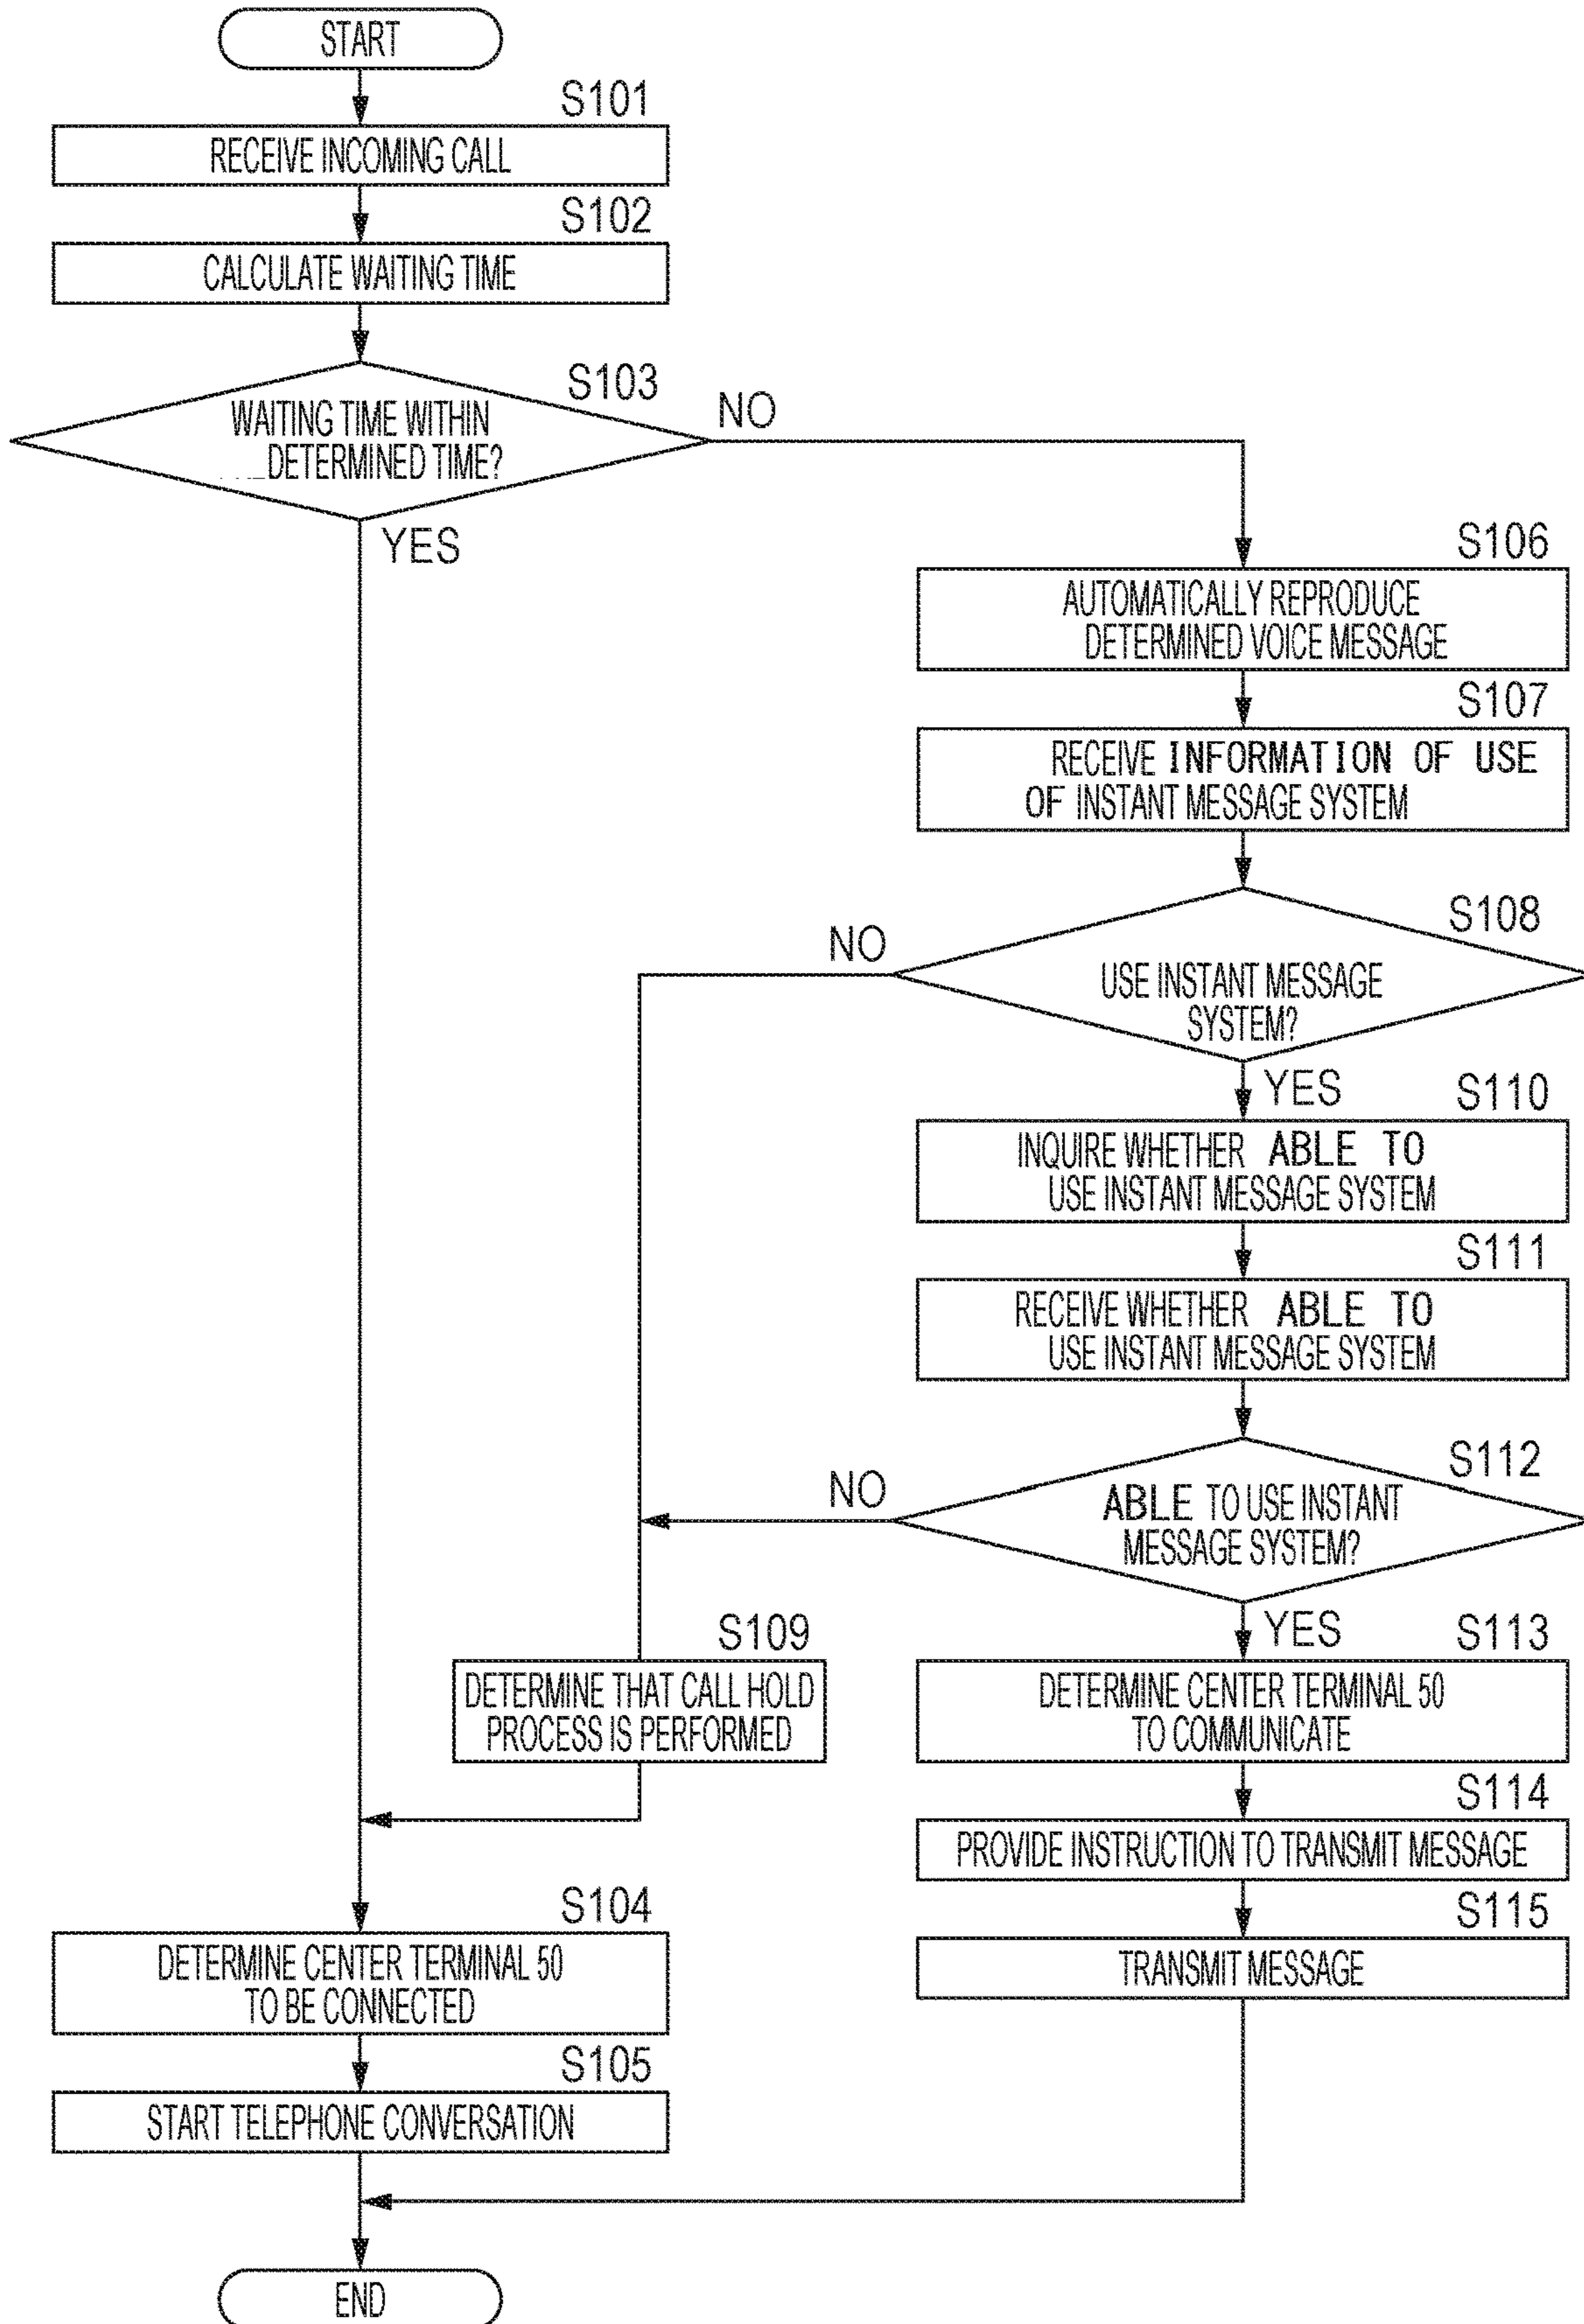 START
S101
RECEIVE INCOMING CALL
S102
CALCULATE WAITING TIME
S103
WAITING TIME WITHIN
DETERMINED TIME?
NO
YES
S106
AUTOMATICALLY REPRODUCE
DETERMINED VOICE MESSAGE
S107
RECEIVE INFORMATION OF USE
OF INSTANT MESSAGE SYSTEM
S108
NO
USE INSTANT MESSAGE
SYSTEM?
YES
S110
INQUIRE WHETHER ABLE TO
USE INSTANT MESSAGE SYSTEM
S111
RECEIVE WHETHER ABLE TO
USE INSTANT MESSAGE SYSTEM
S112
NO
ABLE TO USE INSTANT
MESSAGE SYSTEM?
YES
S109
DETERMINE THAT CALL HOLD
PROCESS IS PERFORMED
S113
DETERMINE CENTER TERMINAL 50
TO COMMUNICATE
S114
PROVIDE INSTRUCTION TO TRANSMIT MESSAGE
S115
TRANSMIT MESSAGE
S104
DETERMINE CENTER TERMINAL 50
TO BE CONNECTED
S105
START TELEPHONE CONVERSATION
END